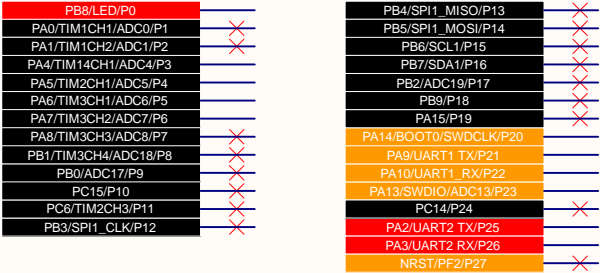 PB8/LED/P0
PA0/TIM1CH1/ADC0/P1
PA1/TIM1CH2/ADC1/P2
PA4/TIM14CH1/ADC4/P3
PA5/TIM2CH1/ADC5/P4
PA6/TIM3CH1/ADC6/P5
PA7/TIM3CH2/ADC7/P6
PA8/TIM3CH3/ADC8/P7
PB1/TIM3CH4/ADC18/P8
PB0/ADC17/P9
PC15/P10
PC6/TIM2CH3/P11
PB3/SPI1_CLK/P12
PB4/SPI1_MISO/P13
PB5/SPI1_MOSI/P14
PB6/SCL1/P15
PB7/SDA1/P16
PB2/ADC19/P17
PB9/P18
PA15/P19
PA14/BOOT0/SWDCLK/P20
PA9/UART1 TX/P21
PA10/UART1_RX/P22
PA13/SWDIO/ADC13/P23
PC14/P24
PA2/UART2 TX/P25
PA3/UART2 RX/P26
NRST/PF2/P27